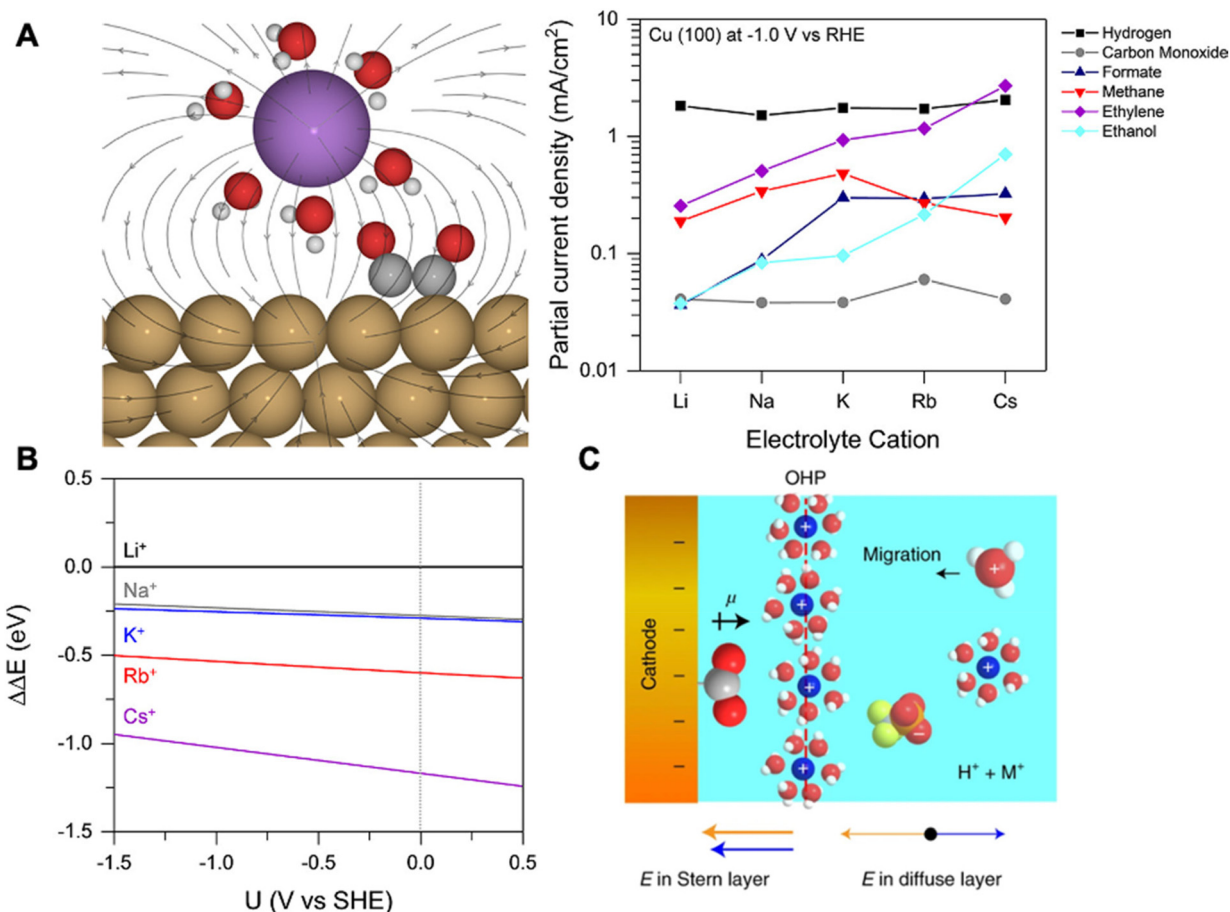 A
Cu (100) at -1.0 V vs RHE
Partial current density (mA/cm2)
10
1
0.1
0.01
Li
Na
K
Rb
Cs
Electrolyte Cation
Hydrogen
Carbon Monoxide
Formate
Methane
Ethylene
Ethanol
B
ΔΔE (eV)
0.5
0.0
-0.5
-1.0
-1.5
Li+
Na+
K+
Rb+
Cs+
-1.5
-1.0
-0.5
0.0
0.5
U (V vs SHE)
C
OHP
Cathode
−
−
−
−
−
−
−
μ
+
+
+
+
Migration
+
+
−
H+ + M+
E in Stern layer
E in diffuse layer